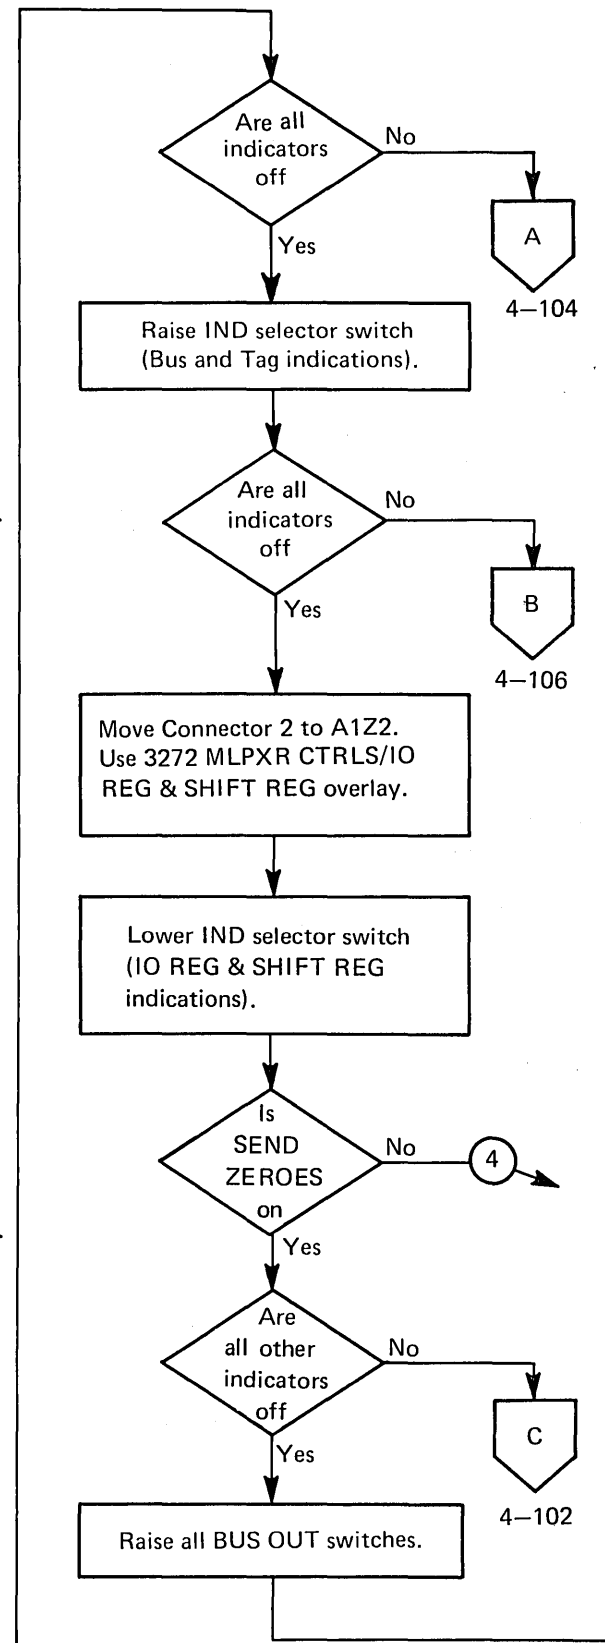 Are all
indicators
off
No
Yes
A
4–104
Raise IND selector switch
(Bus and Tag indications).
Are all
indicators
off
No
Yes
B
4–106
Move Connector 2 to A1Z2.
Use 3272 MLPXR CTRLS/IO
REG & SHIFT REG overlay.
Lower IND selector switch
(IO REG & SHIFT REG
indications).
Is
SEND
ZEROES
on
No
4
Yes
Are
all other
indicators
off
No
Yes
C
4–102
Raise all BUS OUT switches.